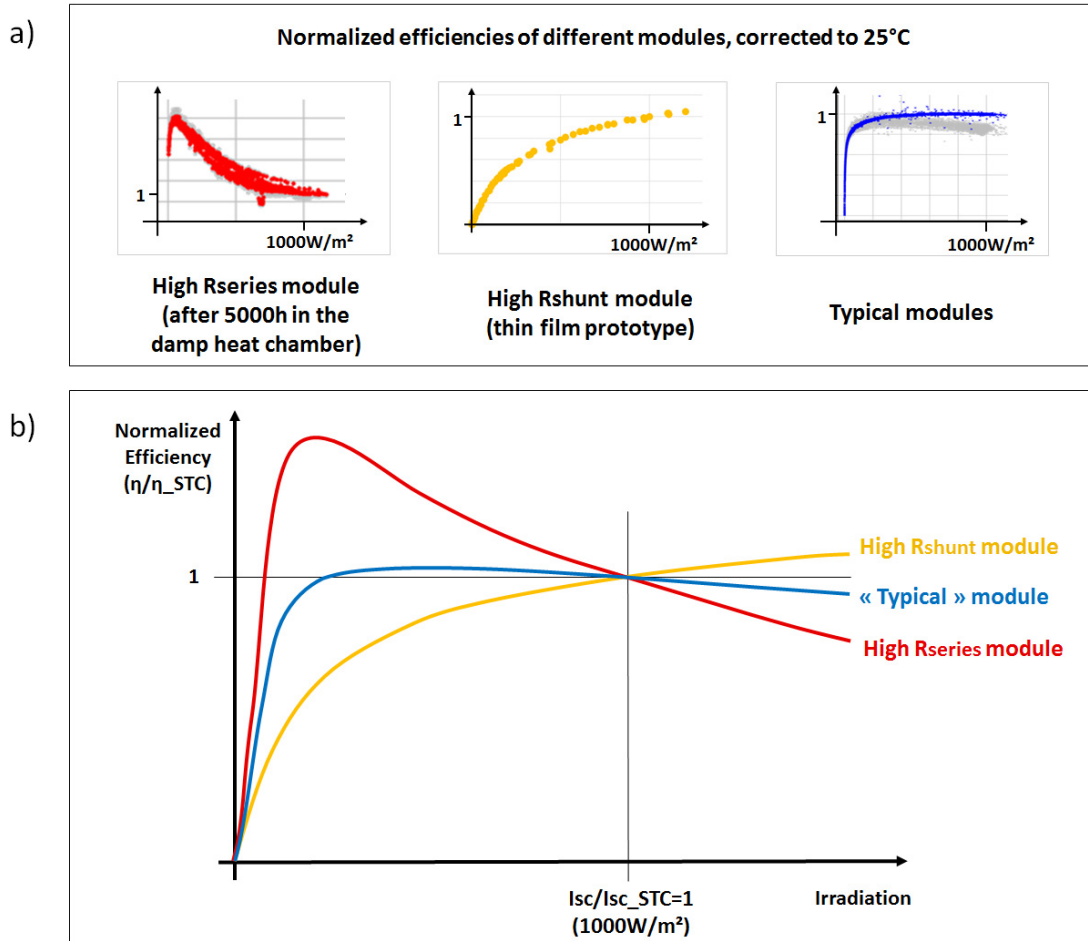 a)
Normalized efficiencies of different modules, corrected to 25°C
1
1000W/m²
High Rseries module
(after 5000h in the
damp heat chamber)
1
1000W/m²
High Rshunt module
(thin film prototype)
1
1000W/m²
Typical modules
b)
Normalized
Efficiency
(η/η_STC)
1
High Rshunt module
« Typical » module
High Rseries module
Isc/Isc_STC=1
(1000W/m²)
Irradiation